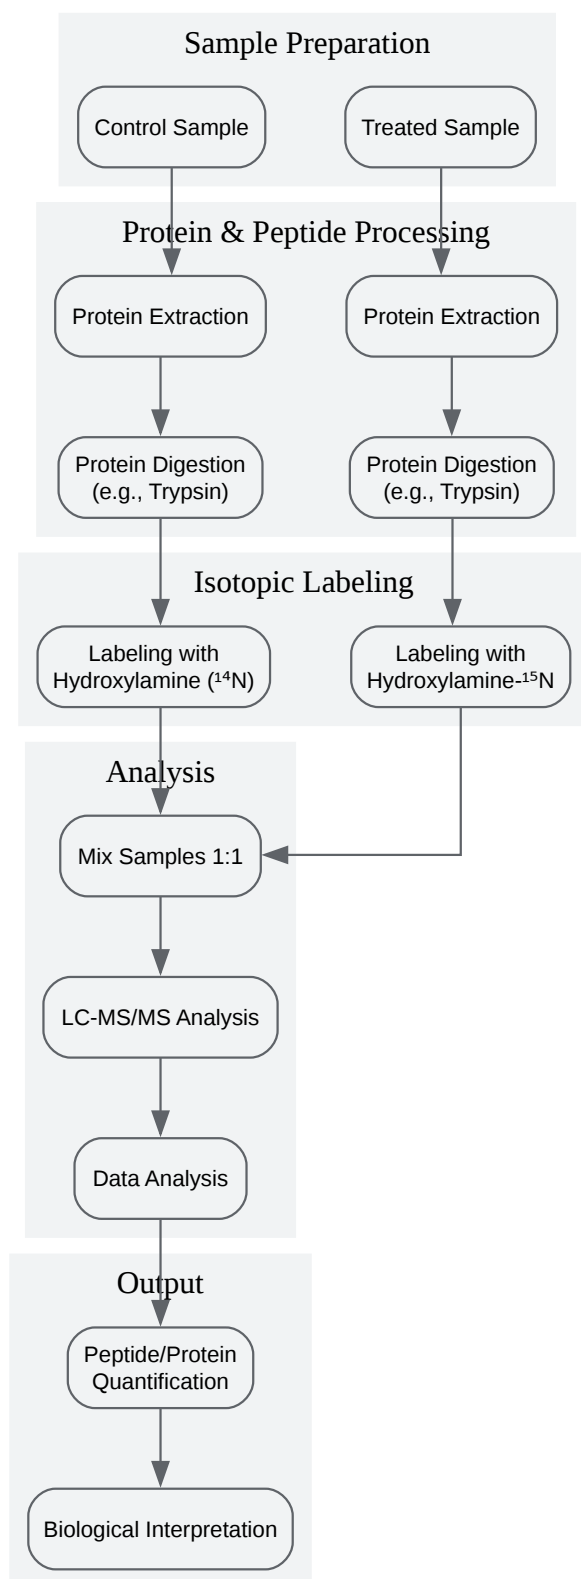 Sample Preparation
Control Sample
Treated Sample
Protein & Peptide Processing
Protein Extraction
Protein Extraction
Protein Digestion
(e.g., Trypsin)
Protein Digestion
(e.g., Trypsin)
Isotopic Labeling
Labeling with
Hydroxylamine (¹⁴N)
Labeling with
Hydroxylamine-¹⁵N
Analysis
Mix Samples 1:1
LC-MS/MS Analysis
Data Analysis
Output
Peptide/Protein
Quantification
Biological Interpretation